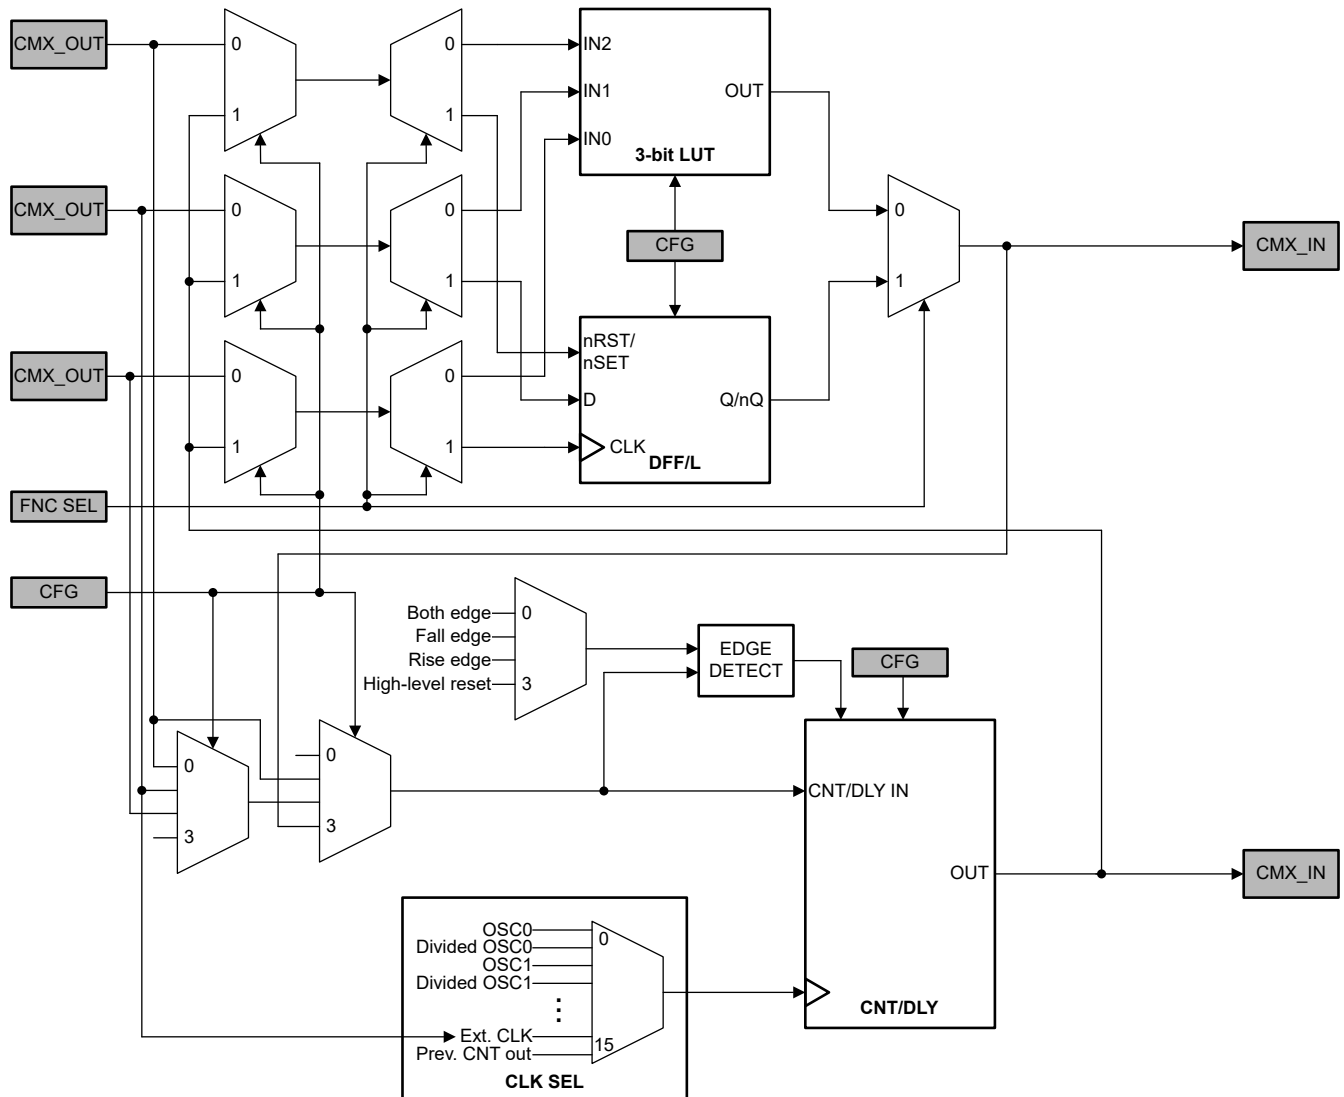 CMX_OUT
0
1
0
1
IN2
IN1
IN0
OUT
3-bit LUT
CMX_OUT
0
1
0
1
CFG
0
1
CMX_IN
CMX_OUT
0
1
0
1
nRST/
nSET
D
CLK
Q/nQ
DFF/L
FNC SEL
CFG
Both edge
Fall edge
Rise edge
High-level reset
0
3
EDGE
DETECT
CFG
0
3
0
3
CNT/DLY IN
OUT
CNT/DLY
CMX_IN
OSC0
Divided OSC0
OSC1
Divided OSC1
Ext. CLK
Prev. CNT out
0
15
CLK SEL